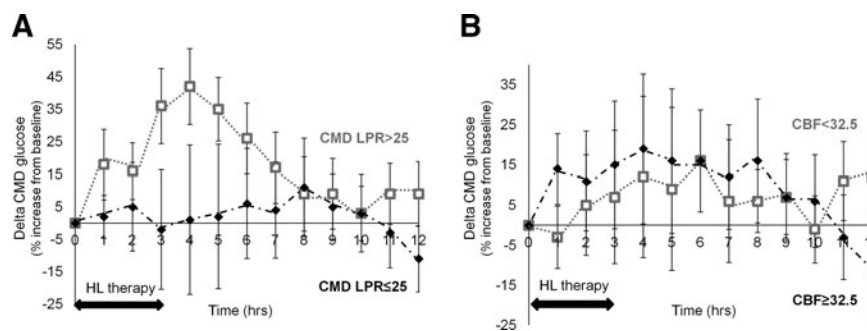 A
B
Delta CMD glucose
(% increase from baseline)
55
45
35
25
15
5
-5
-15
-25
0 1 2 3 4 5 6 7 8 9 10 11 12
CMD LPR>25
CMD LPR≤25
HL therapy
Time (hrs)
Delta CMD glucose
(% increase from baseline)
35
25
15
5
-5
-15
-25
0 1 2 3 4 5 6 7 8 9 10 11 12
CBF<32.5
CBF≥32.5
HL therapy
Time (hrs)